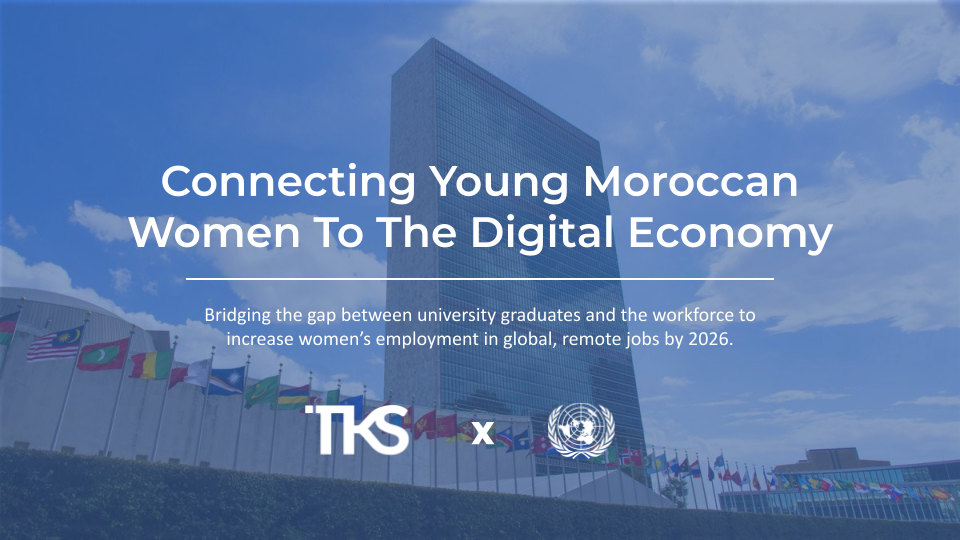 Connecting Young Moroccan
Women To The Digital Economy
Bridging the gap between university graduates and the workforce to
increase women’s employment in global, remote jobs by 2026.
TKS x